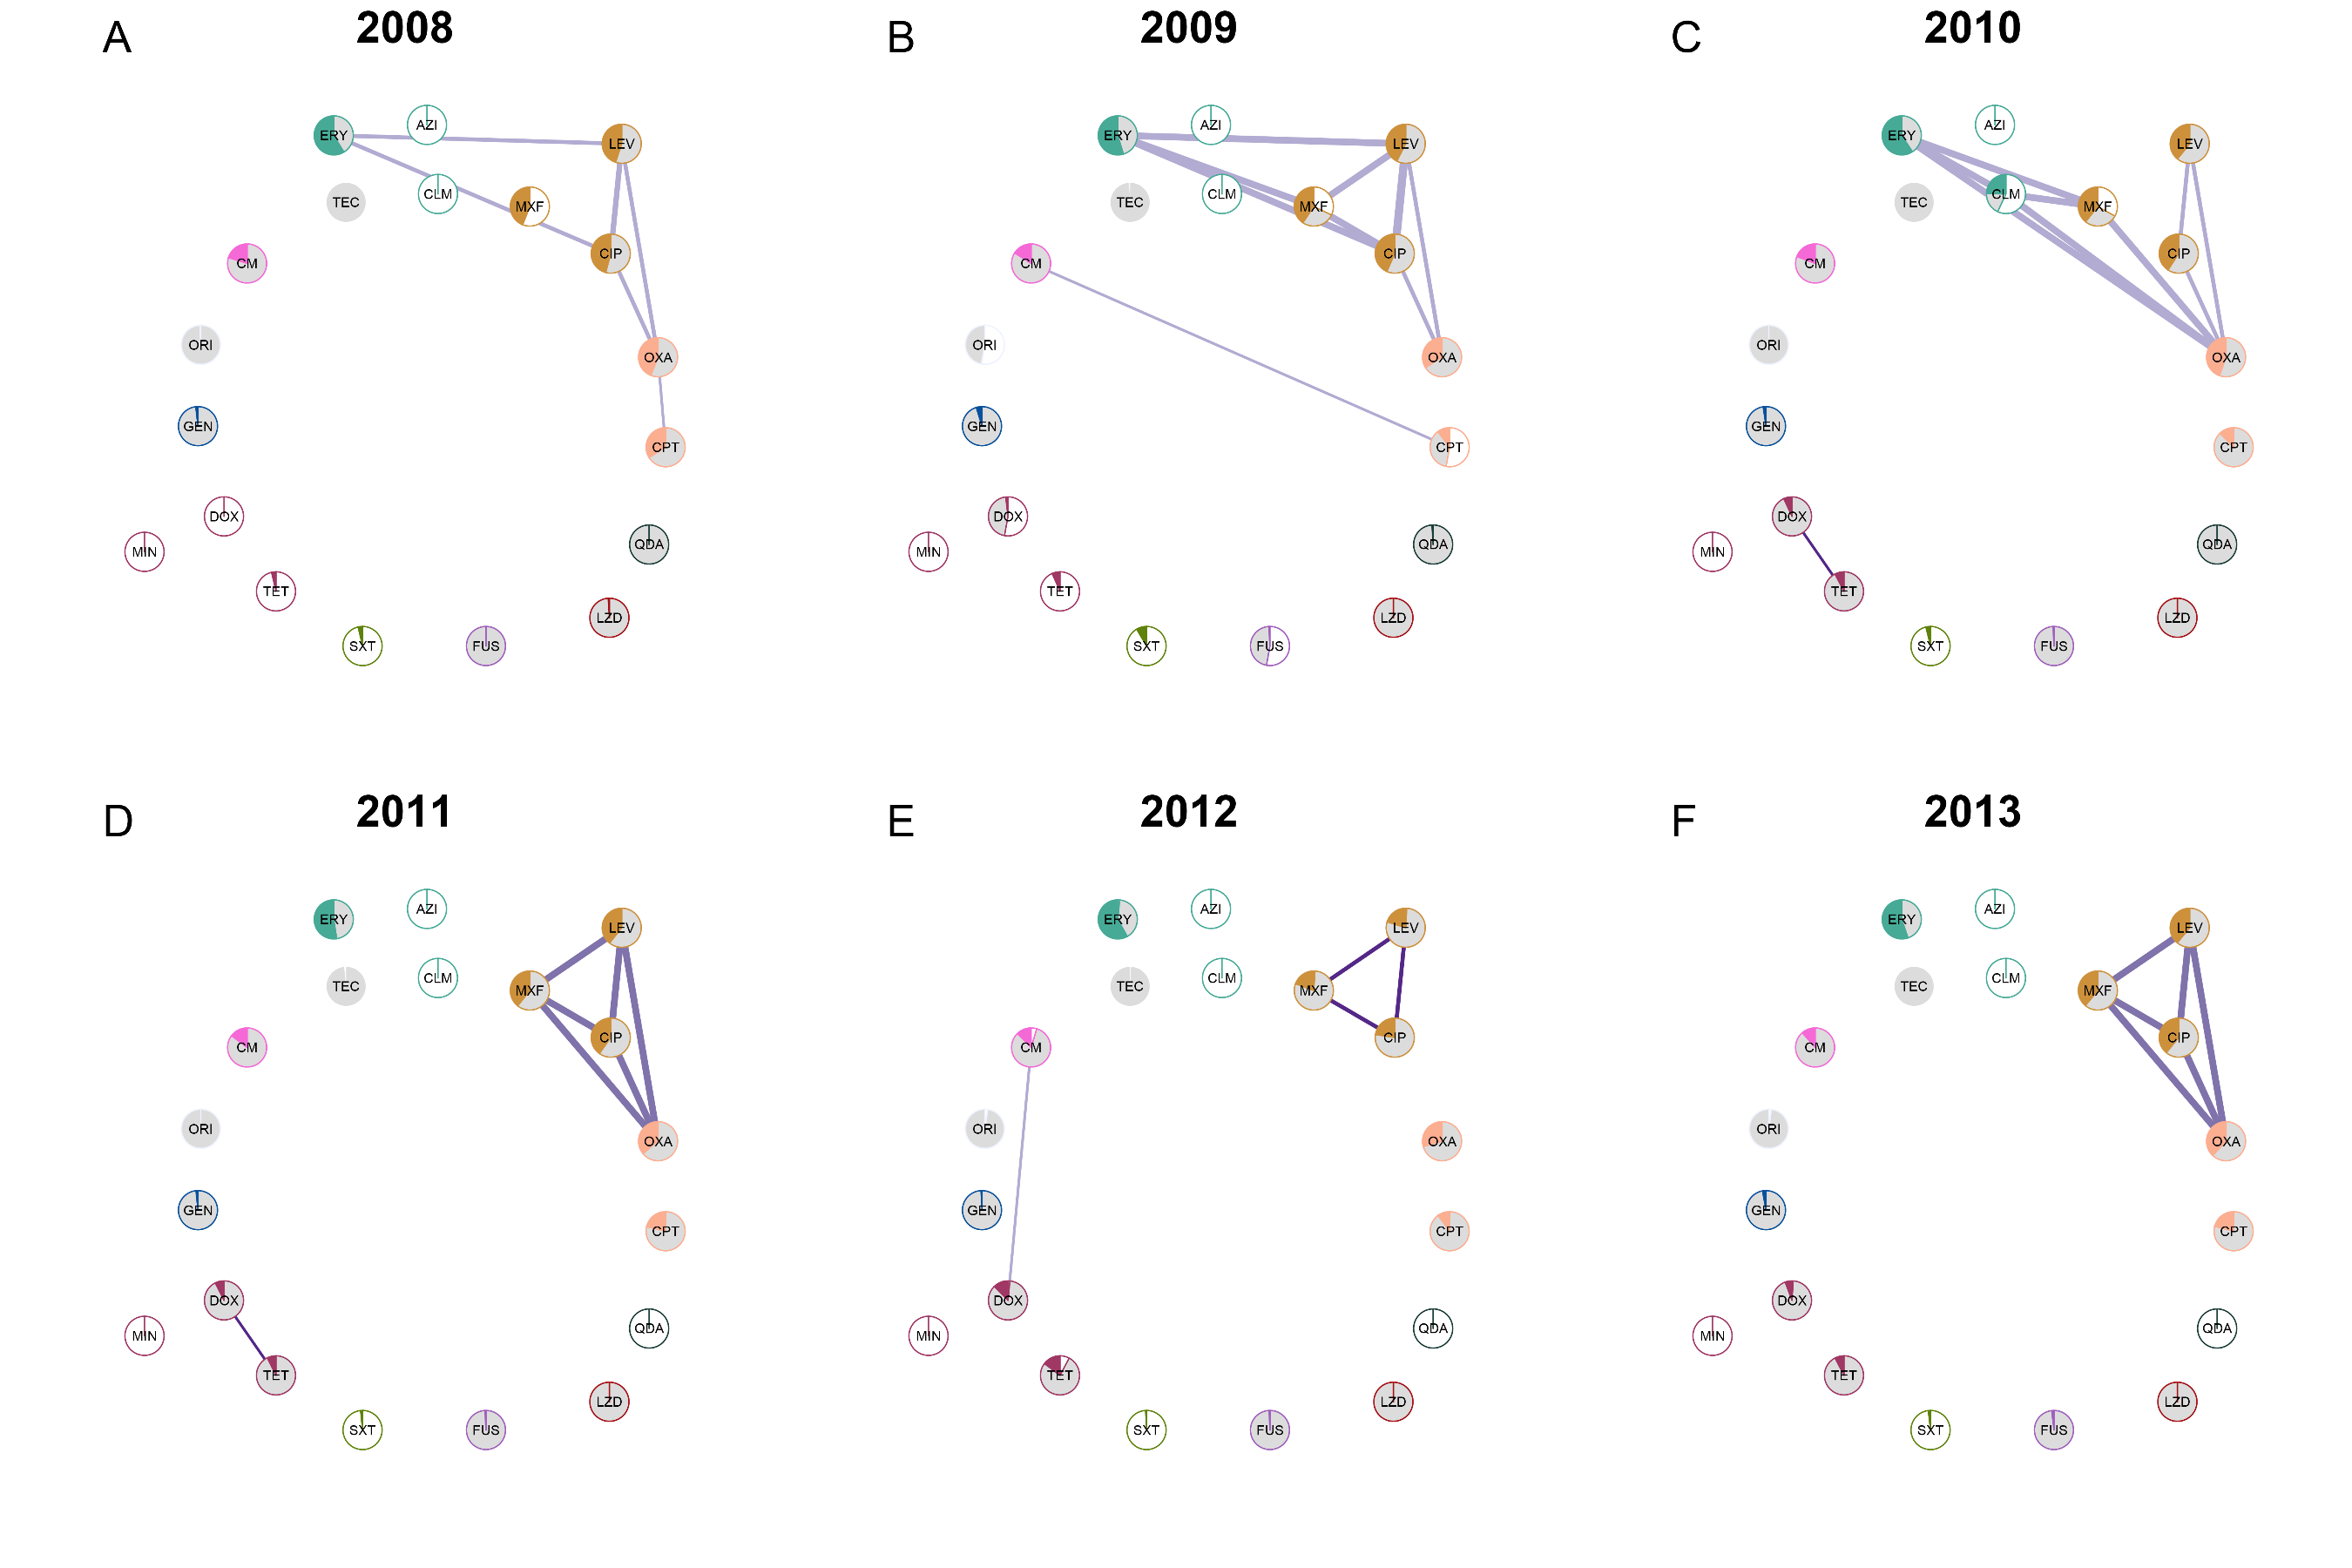 A 2008
ERY AZI LEV
TEC CLM MXF
CM CIP
ORI OXA
GEN CPT
DOX QDA
MIN TET LZD
SXT FUS
B 2009
ERY AZI LEV
TEC CLM MXF
CM CIP
ORI OXA
GEN CPT
DOX QDA
MIN TET LZD
SXT FUS
C 2010
ERY AZI LEV
TEC CLM MXF
CM CIP
ORI OXA
GEN CPT
DOX QDA
MIN TET LZD
SXT FUS
D 2011
ERY AZI LEV
TEC CLM MXF
CM CIP
ORI OXA
GEN CPT
DOX QDA
MIN TET LZD
SXT FUS
E 2012
ERY AZI LEV
TEC CLM MXF
CM CIP
ORI OXA
GEN CPT
DOX QDA
MIN TET LZD
SXT FUS
F 2013
ERY AZI LEV
TEC CLM MXF
CM CIP
ORI OXA
GEN CPT
DOX QDA
MIN TET LZD
SXT FUS